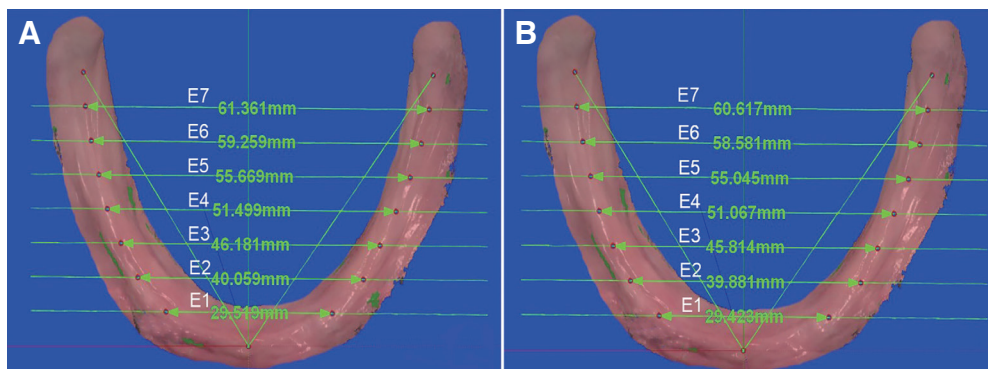 A
E7
61.361mm
E6
59.259mm
E5
55.669mm
E4
51.499mm
E3
46.181mm
E2
40.059mm
E1
29.519mm
B
E7
60.617mm
E6
58.581mm
E5
55.045mm
E4
51.067mm
E3
45.814mm
E2
39.881mm
E1
29.423mm